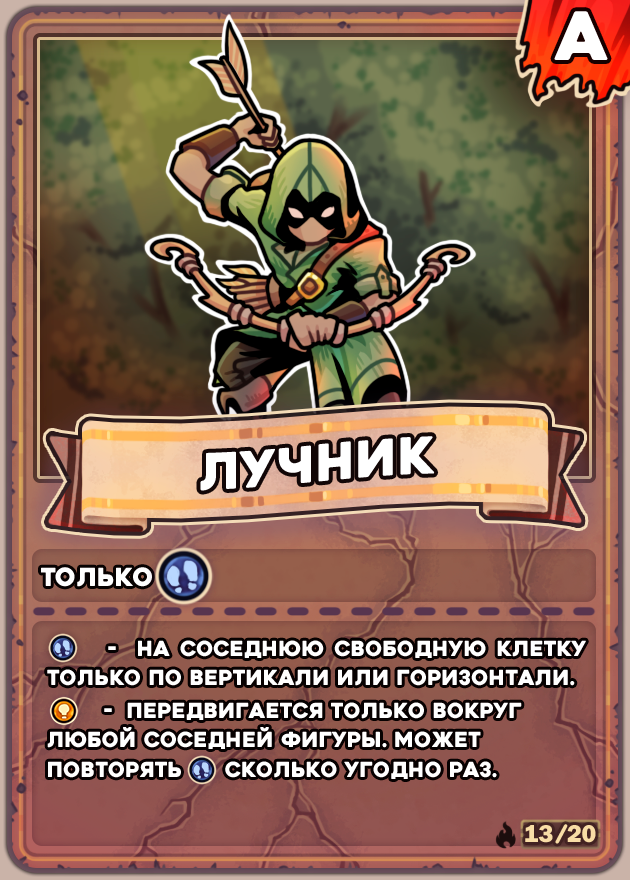 А
ЛУЧНИК
ТОЛЬКО
- НА СОСЕДНЮЮ СВОБОДНУЮ КЛЕТКУ
ТОЛЬКО ПО ВЕРТИКАЛИ ИЛИ ГОРИЗОНТАЛИ.
- ПЕРЕДВИГАЕТСЯ ТОЛЬКО ВОКРУГ
ЛЮБОЙ СОСЕДНЕЙ ФИГУРЫ. МОЖЕТ
ПОВТОРЯТЬ СКОЛЬКО УГОДНО РАЗ.
13/20